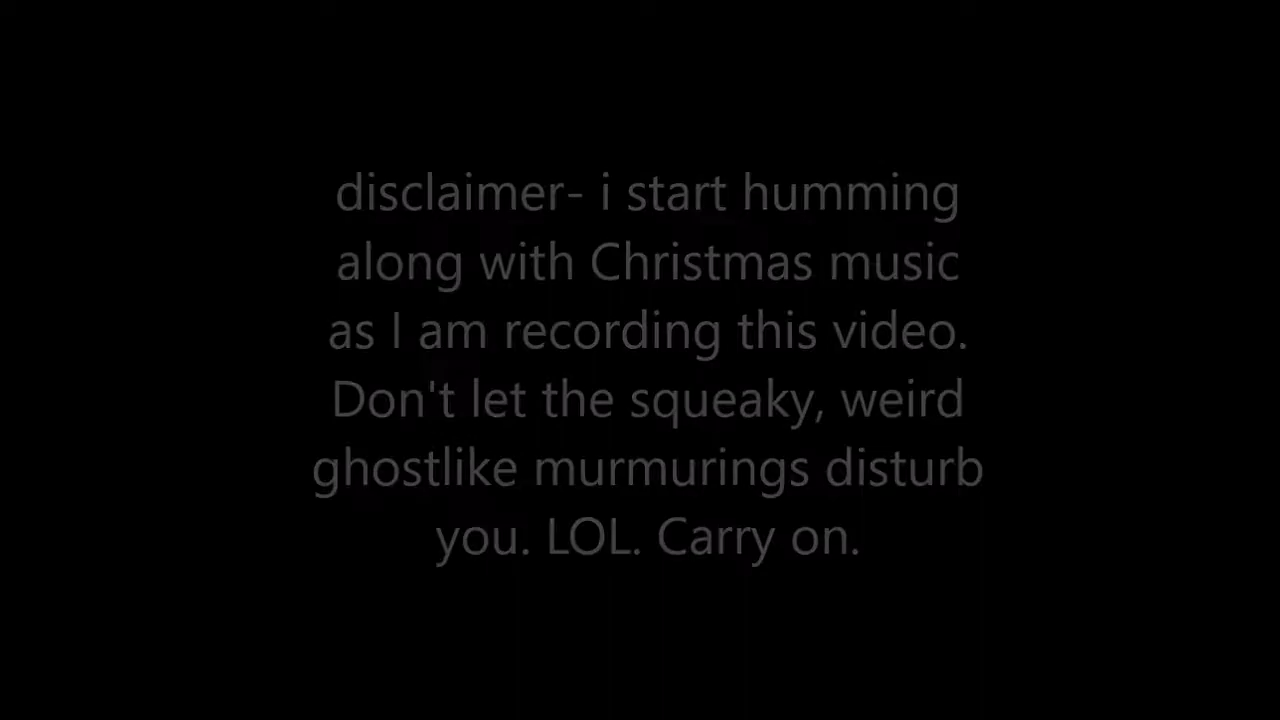 disclaimer- i start humming
along with Christmas music
as I am recording this video.
Don't let the squeaky, weird
ghostlike murmurings disturb
you. LOL. Carry on.